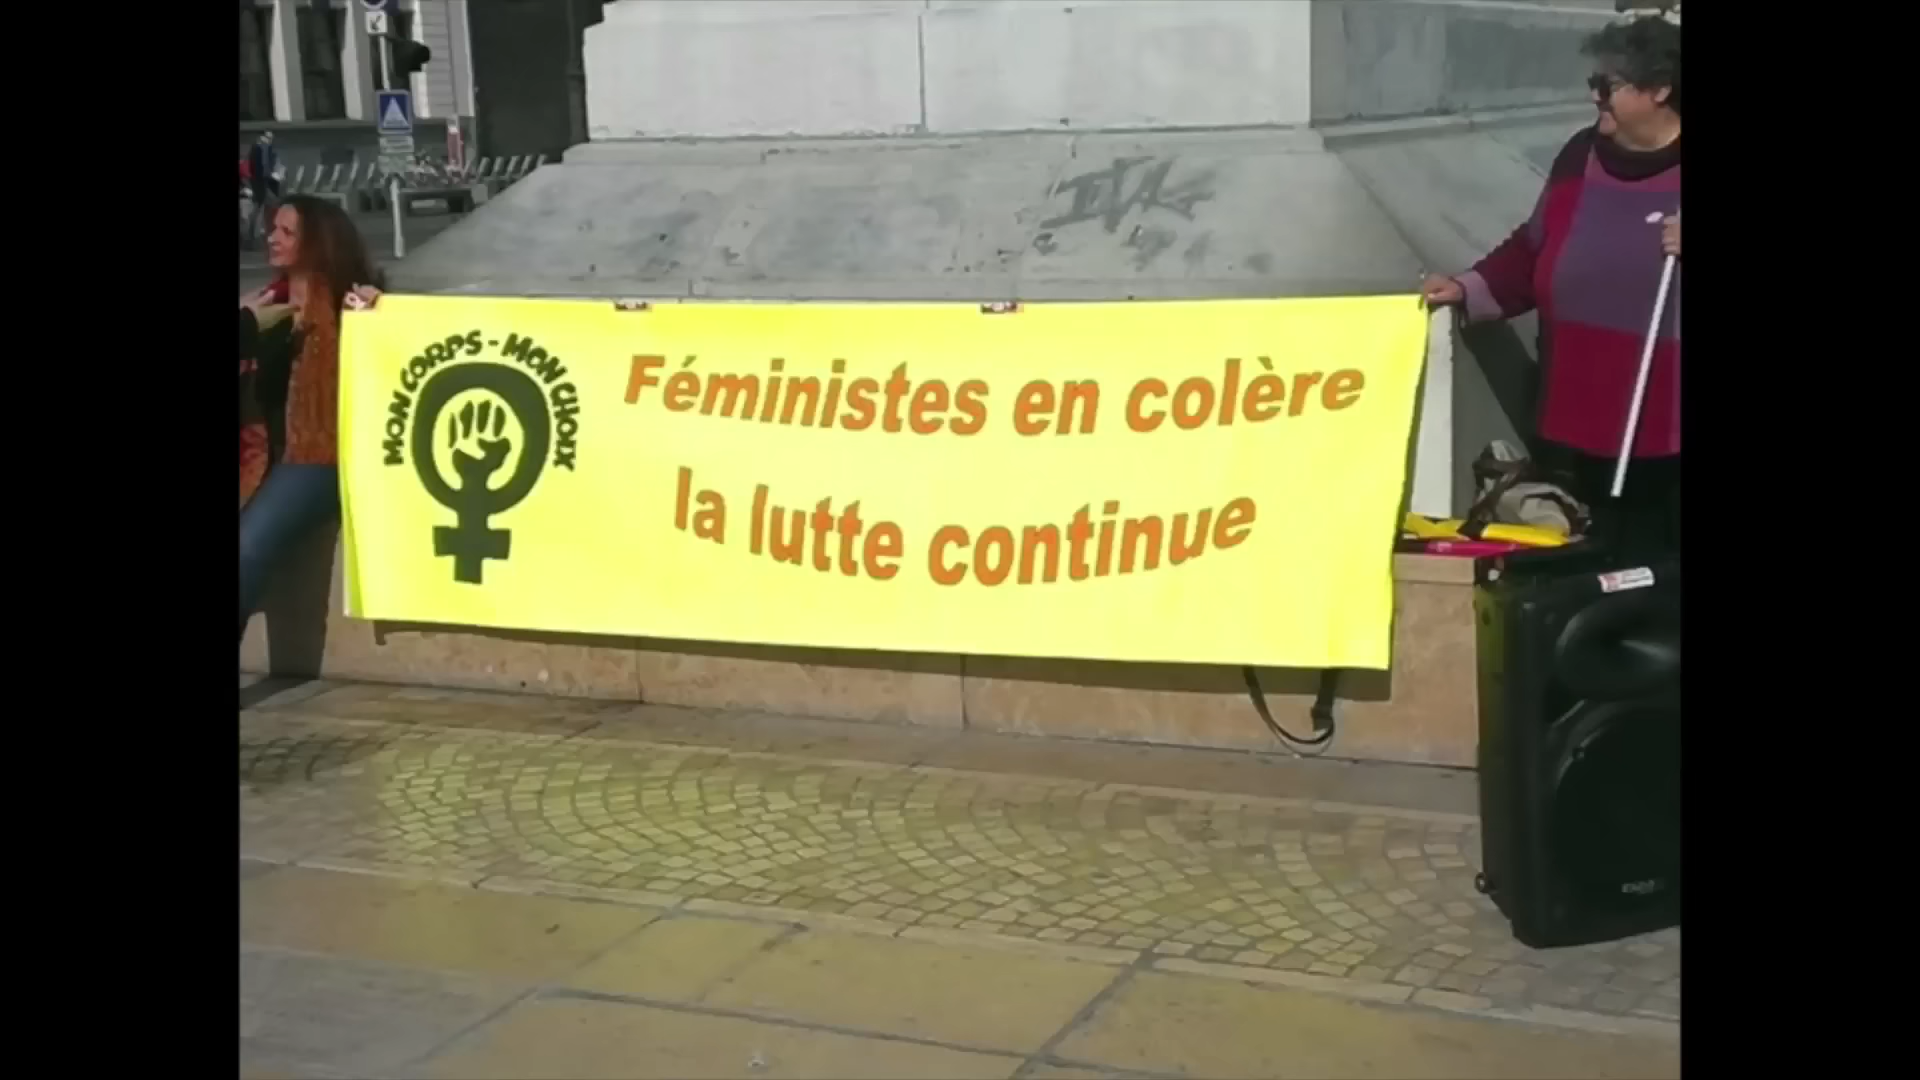 MON CORPS - MON CHOIX
Féministes en colère
la lutte continue